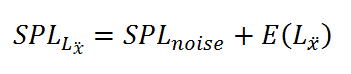 SPL_{L_ẍ} = SPL_{noise} + E(L_ẍ)